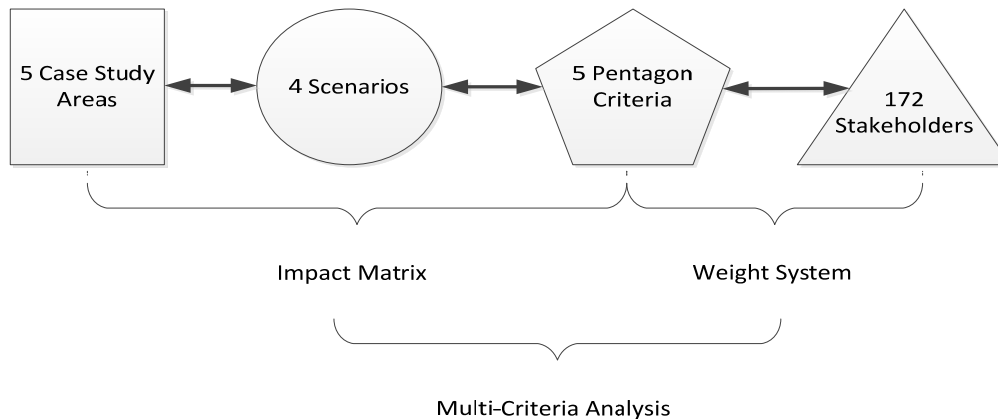 5 Case Study
Areas
4 Scenarios
5 Pentagon
Criteria
172
Stakeholders
Impact Matrix
Weight System
Multi-Criteria Analysis